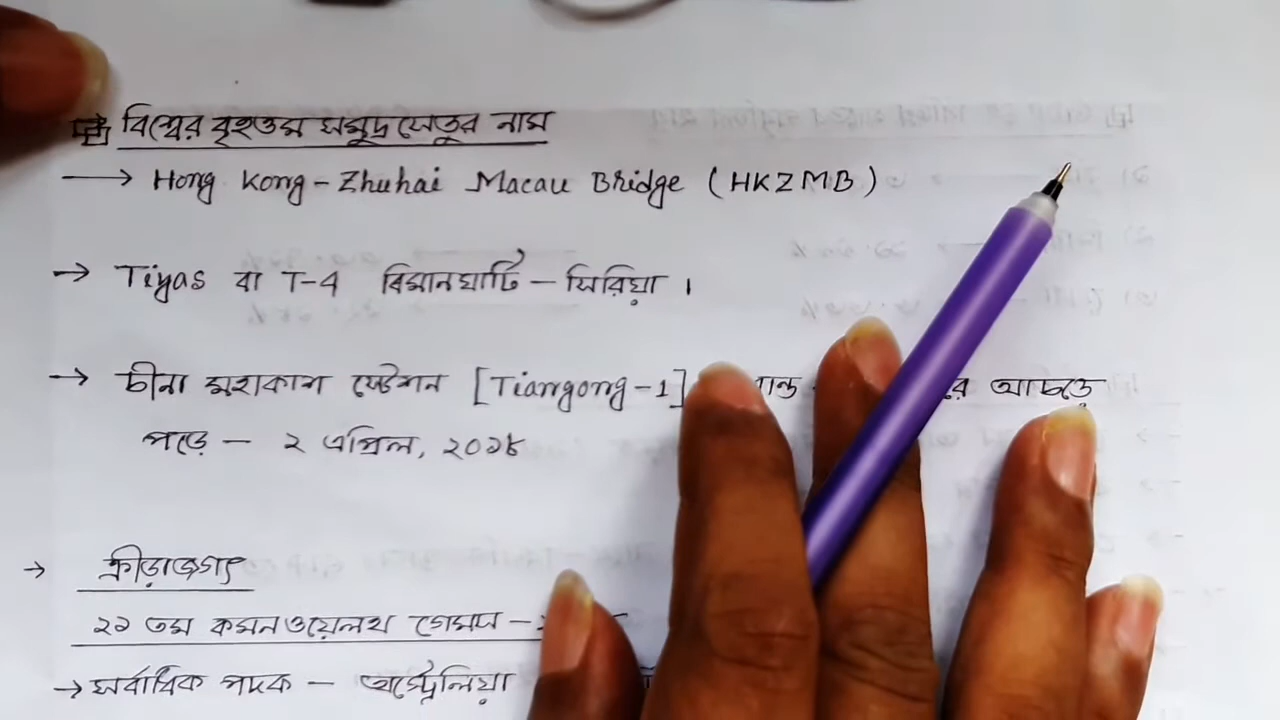 বিশ্বের বৃহত্তম সমুদ্র সেতুর নাম
→ Hong Kong-Zhuhai Macau Bridge (HKZMB)
→ Tiyas বা T-4 বিমানঘাটি – সিরিয়া ।
→ চীনা মহাকাশ স্টেশন [Tiangong-1] আছড়ে
পড়ে – ২ এপ্রিল, ২০১৮
→ ক্রীড়াজগৎ
২১ তম কমনওয়েলথ গেমস –
→ সর্বাধিক পদক – অস্ট্রেলিয়া